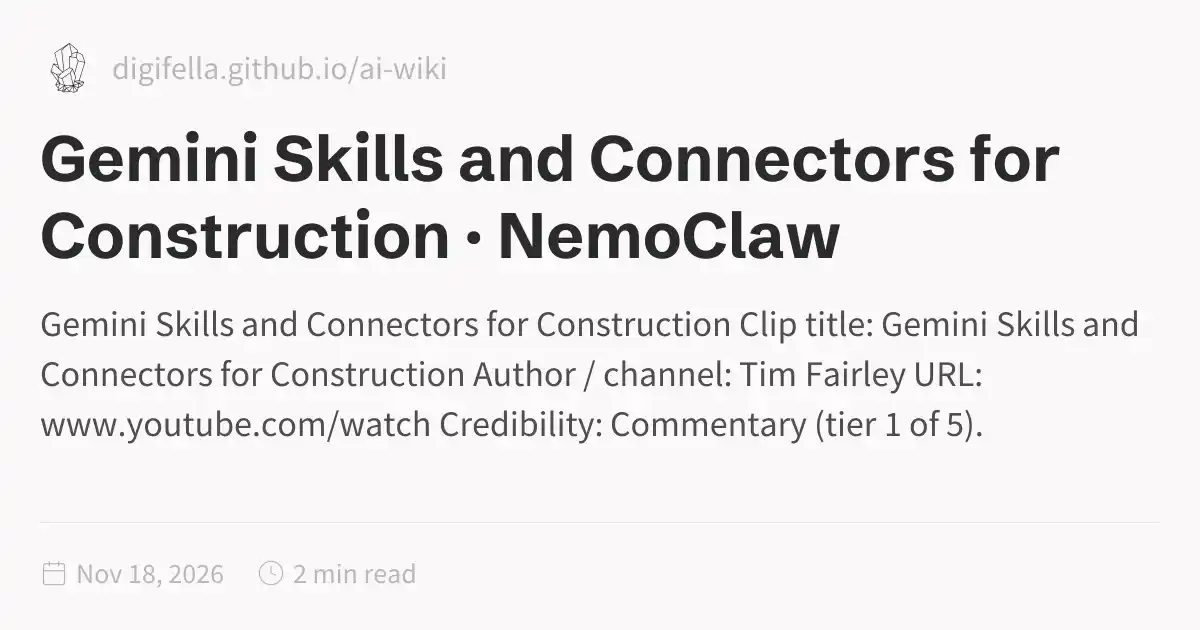 digifella.github.io/ai-wiki
Gemini Skills and Connectors for
Construction · NemoClaw
Gemini Skills and Connectors for Construction Clip title: Gemini Skills and
Connectors for Construction Author / channel: Tim Fairley URL:
www.youtube.com/watch Credibility: Commentary (tier 1 of 5).
Nov 18, 2026 2 min read